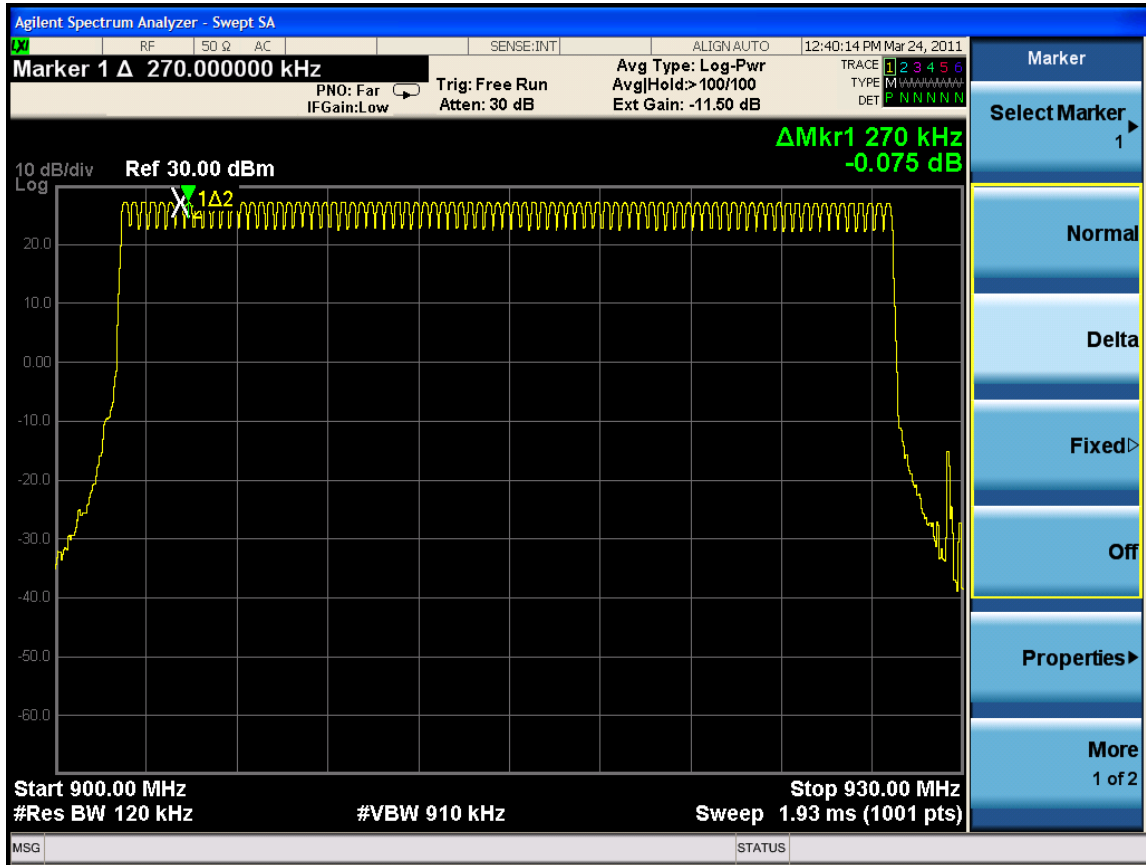 Agilent Spectrum Analyzer - Swept SA
LXI RF 50 Ω AC SENSE:INT ALIGN AUTO 12:40:14 PM Mar 24, 2011
Marker 1 Δ 270.000000 kHz
PNO: Far
IFGain:Low
Trig: Free Run
Atten: 30 dB
Avg Type: Log-Pwr
Avg|Hold:> 100/100
Ext Gain: -11.50 dB
TRACE 1 2 3 4 5 6
TYPE M WWWWW
DET P N N N N N
ΔMkr1 270 kHz
-0.075 dB
10 dB/div Ref 30.00 dBm
Log
1Δ2
20.0
10.0
0.00
-10.0
-20.0
-30.0
-40.0
-50.0
-60.0
Start 900.00 MHz Stop 930.00 MHz
#Res BW 120 kHz #VBW 910 kHz Sweep 1.93 ms (1001 pts)
MSG STATUS
Marker
Select Marker
1
Normal
Delta
Fixed
Off
Properties
More
1 of 2